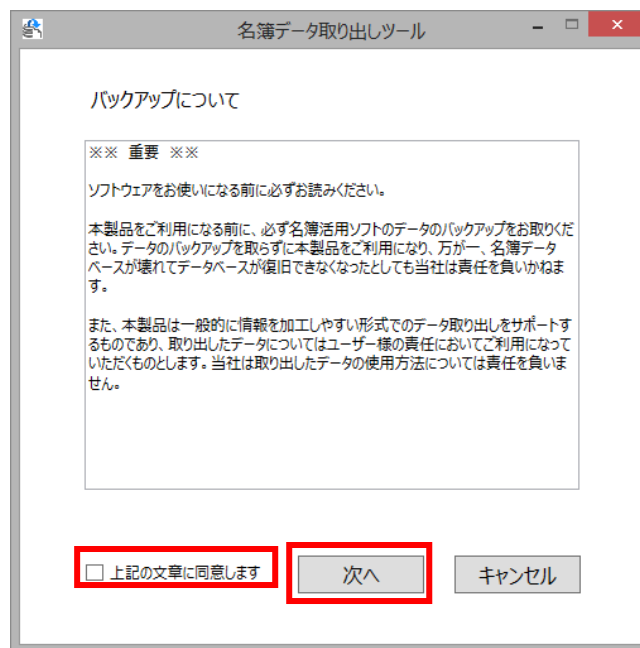 名簿データ取り出しツール
バックアップについて
※※ 重要 ※※
ソフトウェアをお使いになる前に必ずお読みください。
本製品をご利用になる前に、必ず名簿活用ソフトのデータのバックアップをお取りくだ
さい。データのバックアップを取らずに本製品をご利用になり、万が一、名簿データ
ベースが壊れてデータベースが復旧できなくなったとしても当社は責任を負いかねま
す。
また、本製品は一般的に情報を加工しやすい形式でのデータ取り出しをサポートす
るものであり、取り出したデータについてはユーザー様の責任においてご利用になって
いただくものとします。当社は取り出したデータの使用方法については責任を負いま
せん。
上記の文章に同意します
次へ
キャンセル